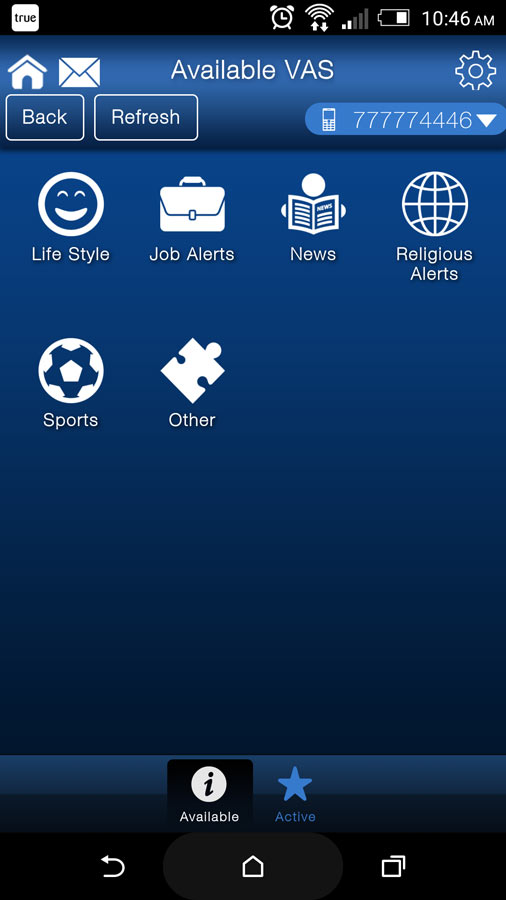 true
10:46 AM
Available VAS
Back
Refresh
777774446
Life Style
Job Alerts
NEWS
News
Religious
Alerts
Sports
Other
i
Available
Active